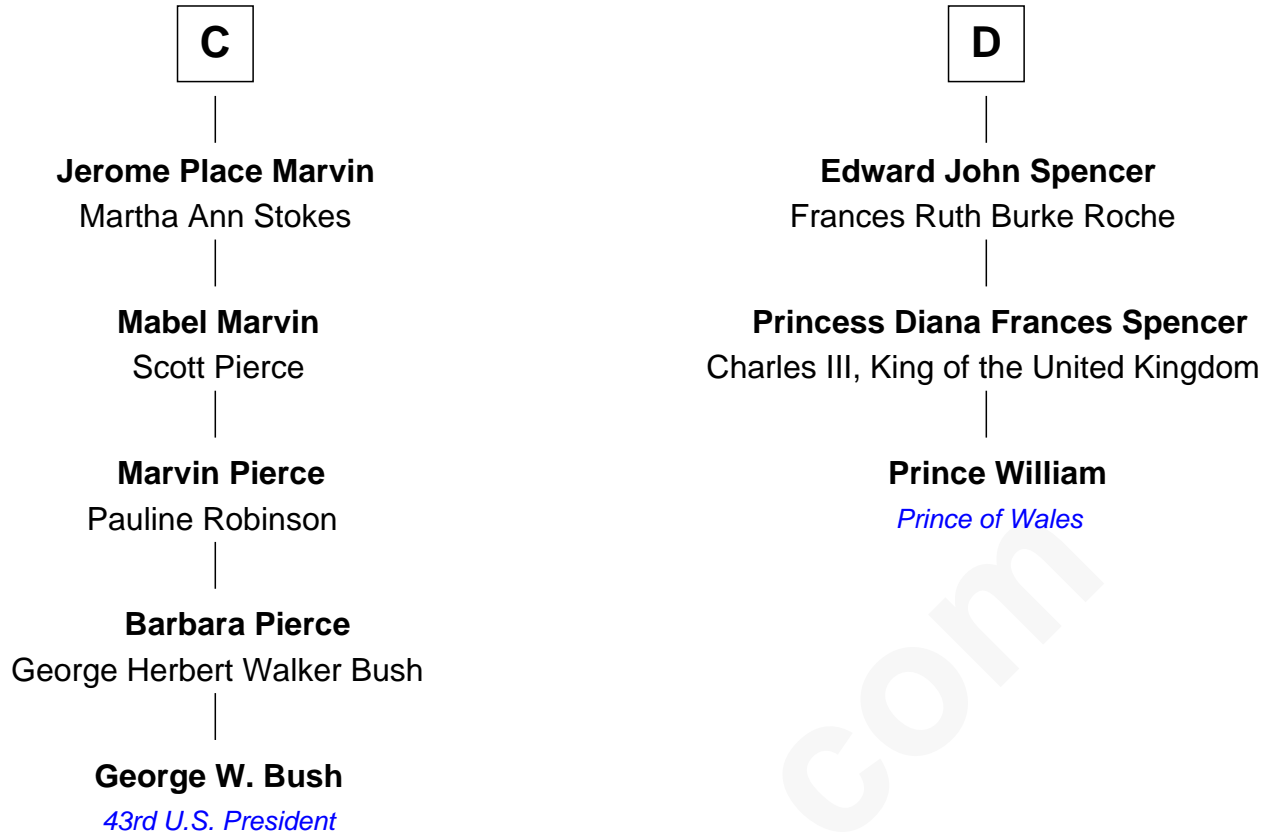 C
Jerome Place Marvin
Martha Ann Stokes
Mabel Marvin
Scott Pierce
Marvin Pierce
Pauline Robinson
Barbara Pierce
George Herbert Walker Bush
George W. Bush
43rd U.S. President
D
Edward John Spencer
Frances Ruth Burke Roche
Princess Diana Frances Spencer
Charles III, King of the United Kingdom
Prince William
Prince of Wales
com